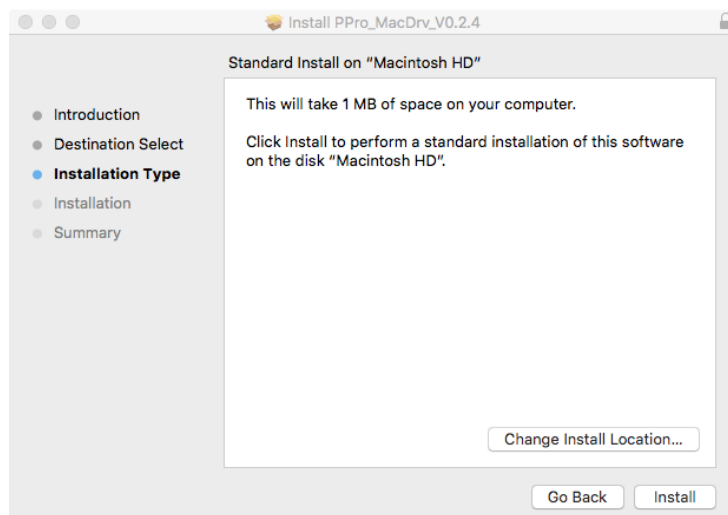 Install PPro_MacDrv_V0.2.4
Standard Install on “Macintosh HD”
Introduction
Destination Select
Installation Type
Installation
Summary
This will take 1 MB of space on your computer.
Click Install to perform a standard installation of this software
on the disk “Macintosh HD”.
Change Install Location...
Go Back
Install